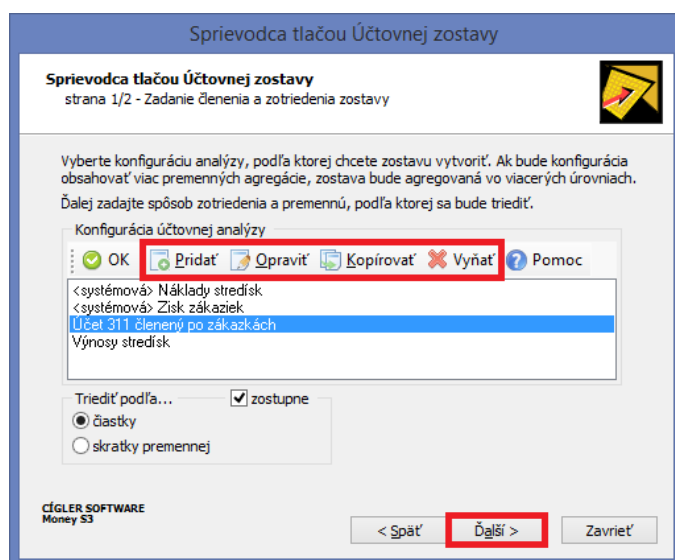 Sprievodca tlačou Účtovnej zostavy
Sprievodca tlačou Účtovnej zostavy
strana 1/2 - Zadanie členenia a zotriedenia zostavy
Vyberte konfiguráciu analýzy, podľa ktorej chcete zostavu vytvoriť. Ak bude konfigurácia
obsahovať viac premenných agregácie, zostava bude agregovaná vo viacerých úrovniach.
Ďalej zadajte spôsob zotriedenia a premennú, podľa ktorej sa bude triediť.
Konfigurácia účtovnej analýzy
OK Pridať Opraviť Kopírovať Vyňať Pomoc
<systémová> Náklady stredísk
<systémová> Zisk zákaziek
Účet 311 členený po zákazkách
Výnosy stredísk
Triediť podľa... zostupne
čiastky
skratky premennej
CÍGLER SOFTWARE
Money S3
< Späť Ďalší > Zavrieť